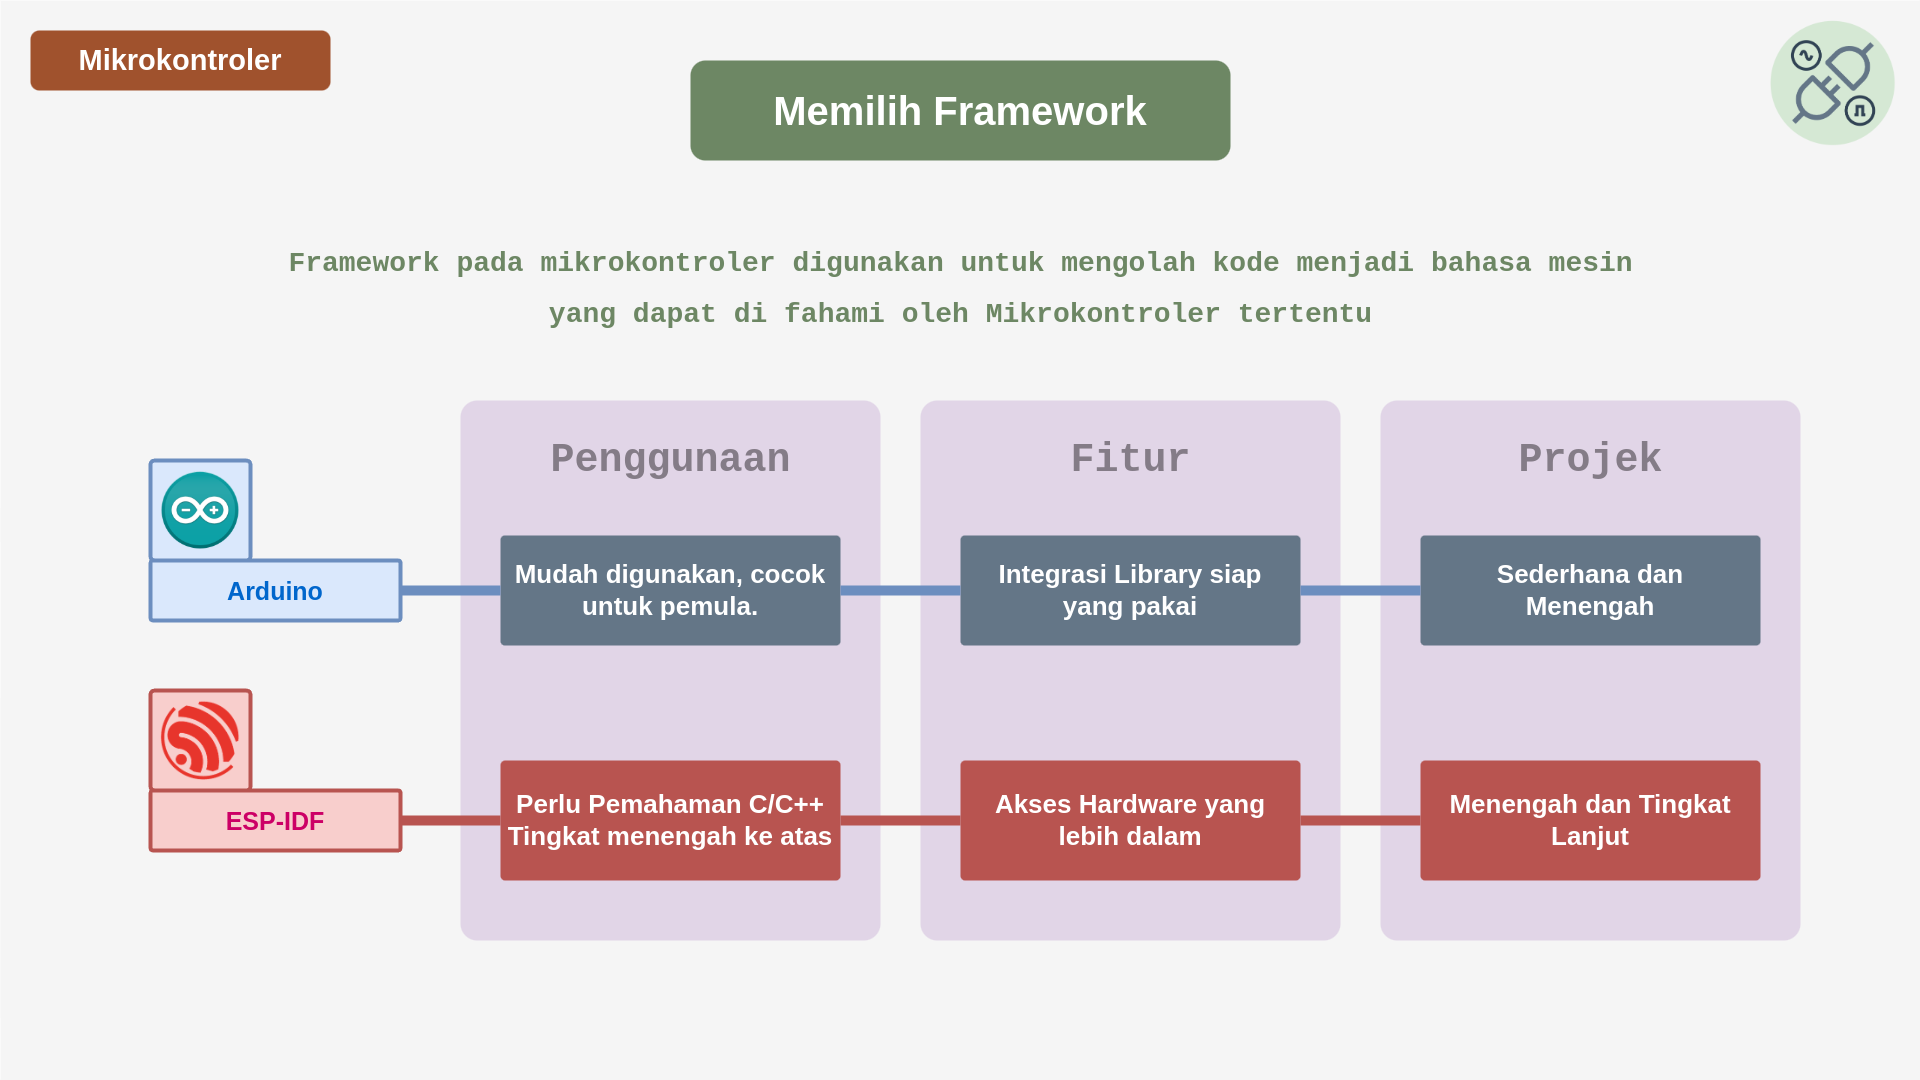 Mikrokontroler
Memilih Framework
Framework pada mikrokontroler digunakan untuk mengolah kode menjadi bahasa mesin
yang dapat di fahami oleh Mikrokontroler tertentu
Penggunaan
Fitur
Projek
Arduino
Mudah digunakan, cocok
untuk pemula.
Integrasi Library siap
yang pakai
Sederhana dan
Menengah
ESP-IDF
Perlu Pemahaman C/C++
Tingkat menengah ke atas
Akses Hardware yang
lebih dalam
Menengah dan Tingkat
Lanjut